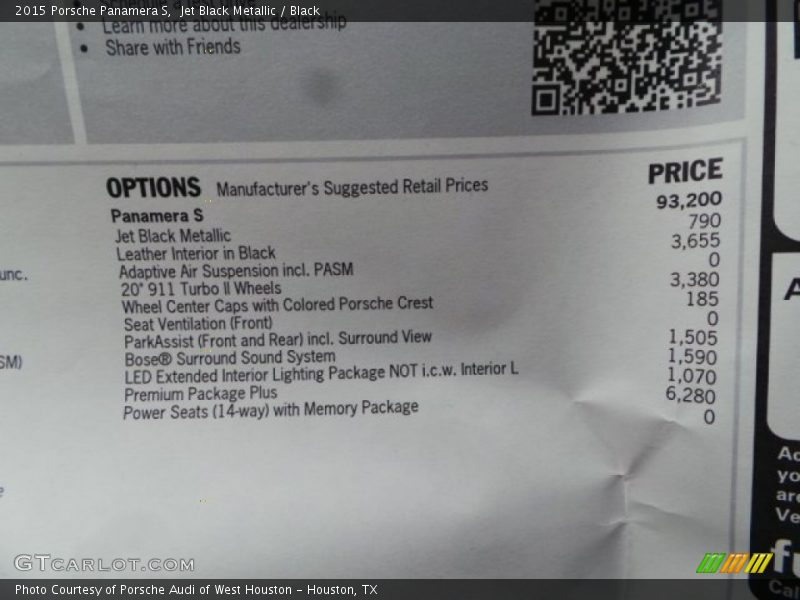 2015 Porsche Panamera S, Jet Black Metallic / Black
Learn more about this dealership
Share with Friends
OPTIONS Manufacturer's Suggested Retail Prices PRICE
Panamera S 93,200
Jet Black Metallic 790
Leather Interior in Black 3,655
Adaptive Air Suspension incl. PASM 0
20" 911 Turbo II Wheels 3,380
Wheel Center Caps with Colored Porsche Crest 185
Seat Ventilation (Front) 0
ParkAssist (Front and Rear) incl. Surround View 1,505
Bose® Surround Sound System 1,590
LED Extended Interior Lighting Package NOT i.c.w. Interior L 1,070
Premium Package Plus 6,280
Power Seats (14-way) with Memory Package 0
unc.
SM)
GTCARLOT.COM
Photo Courtesy of Porsche Audi of West Houston - Houston, TX